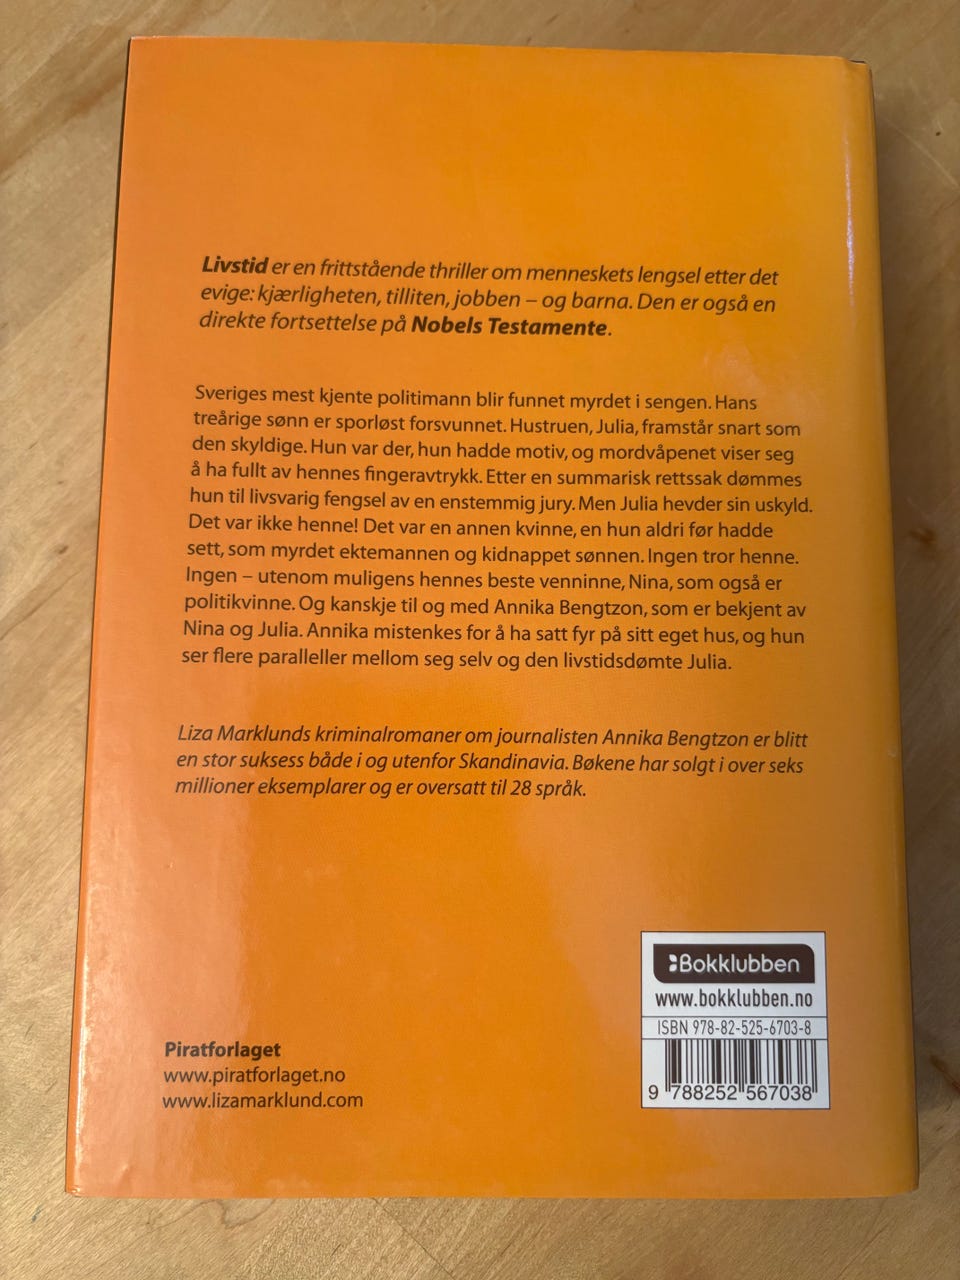 Livstid er en frittstående thriller om menneskets lengsel etter det
evige: kjærligheten, tilliten, jobben – og barna. Den er også en
direkte fortsettelse på Nobels Testamente.
Sveriges mest kjente politimann blir funnet myrdet i sengen. Hans
treårige sønn er sporløst forsvunnet. Hustruen, Julia, framstår snart som
den skyldige. Hun var der, hun hadde motiv, og mordvåpenet viser seg
å ha fullt av hennes fingeravtrykk. Etter en summarisk rettssak dømmes
hun til livsvarig fengsel av en enstemmig jury. Men Julia hevder sin uskyld.
Det var ikke henne! Det var en annen kvinne, en hun aldri før hadde
sett, som myrdet ektemannen og kidnappet sønnen. Ingen tror henne.
Ingen – utenom muligens hennes beste venninne, Nina, som også er
politikvinne. Og kanskje til og med Annika Bengtzon, som er bekjent av
Nina og Julia. Annika mistenkes for å ha satt fyr på sitt eget hus, og hun
ser flere paralleller mellom seg selv og den livstidsdømte Julia.
Liza Marklunds kriminalromaner om journalisten Annika Bengtzon er blitt
en stor suksess både i og utenfor Skandinavia. Bøkene har solgt i over seks
millioner eksemplarer og er oversatt til 28 språk.
Piratforlaget
www.piratforlaget.no
www.lizamarklund.com
Bokklubben
www.bokklubben.no
ISBN 978-82-525-6703-8
9 788252 567038